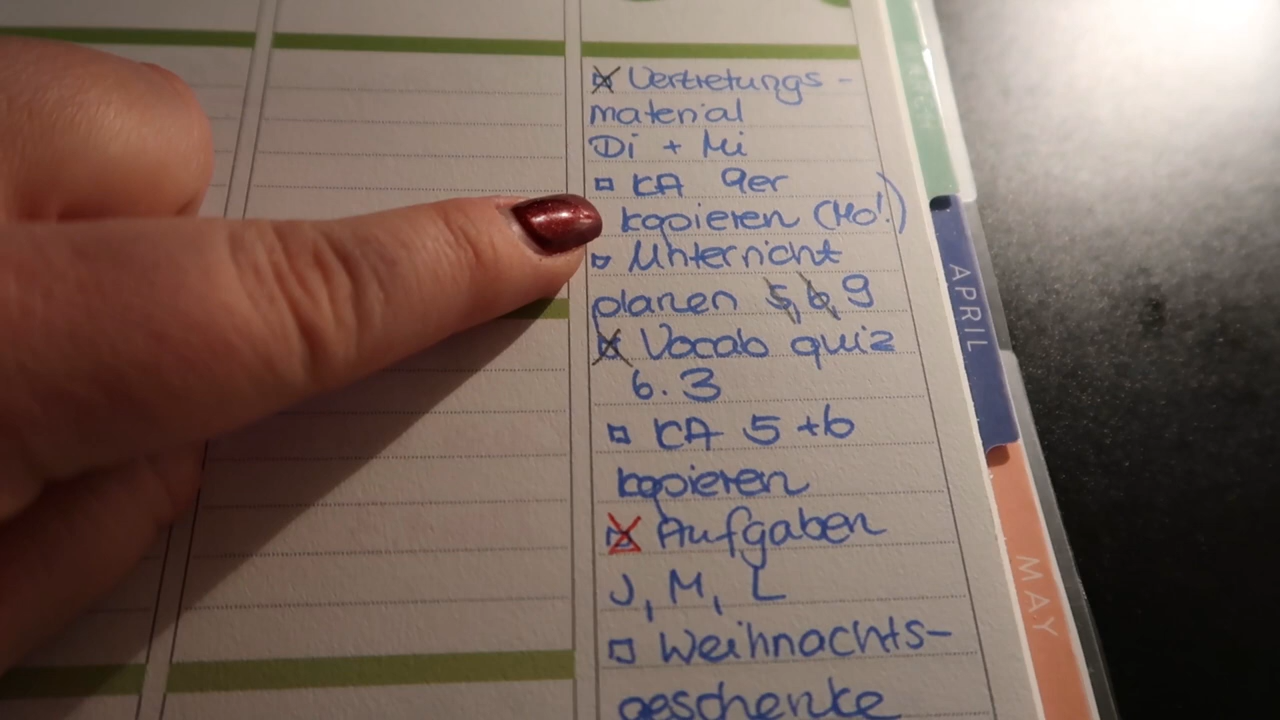 Vertretungs-
material
Di + Mi
KA 9er
kopieren (Mo!)
Unterricht
planen 5, 6, 9
Vocab quiz
6.3
KA 5 + 6
kopieren
Aufgaben
J, M, L
Weihnachts-
geschenke
APRIL
MAY